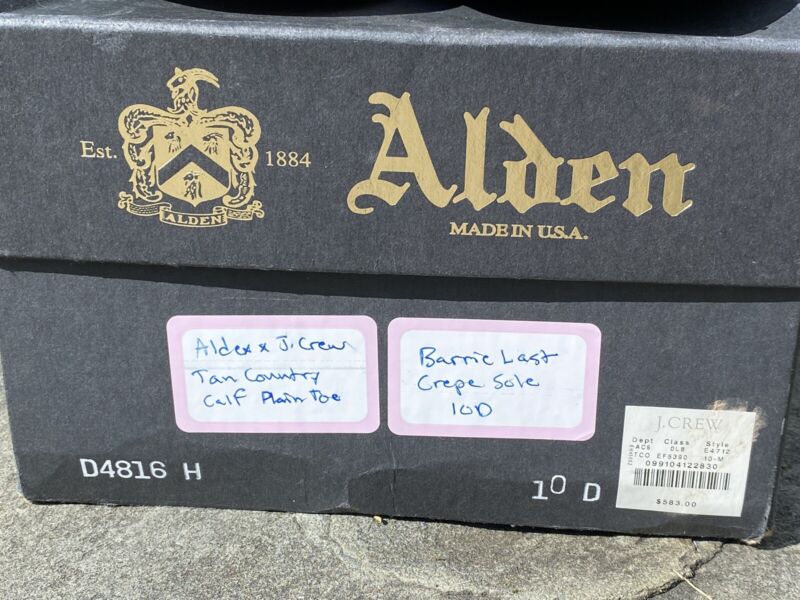 Est.
1884
ALDEN
Alden
MADE IN U.S.A.
Alden x J.Crew
Tan Country
Calf Plain Toe
Barrie Last
Crepe Sole
10D
D4816 H
10 D
J.CREW
Dept Class Style
AC6 0L8 E4712
TCO EF5390 10-M
099104122830
$583.00